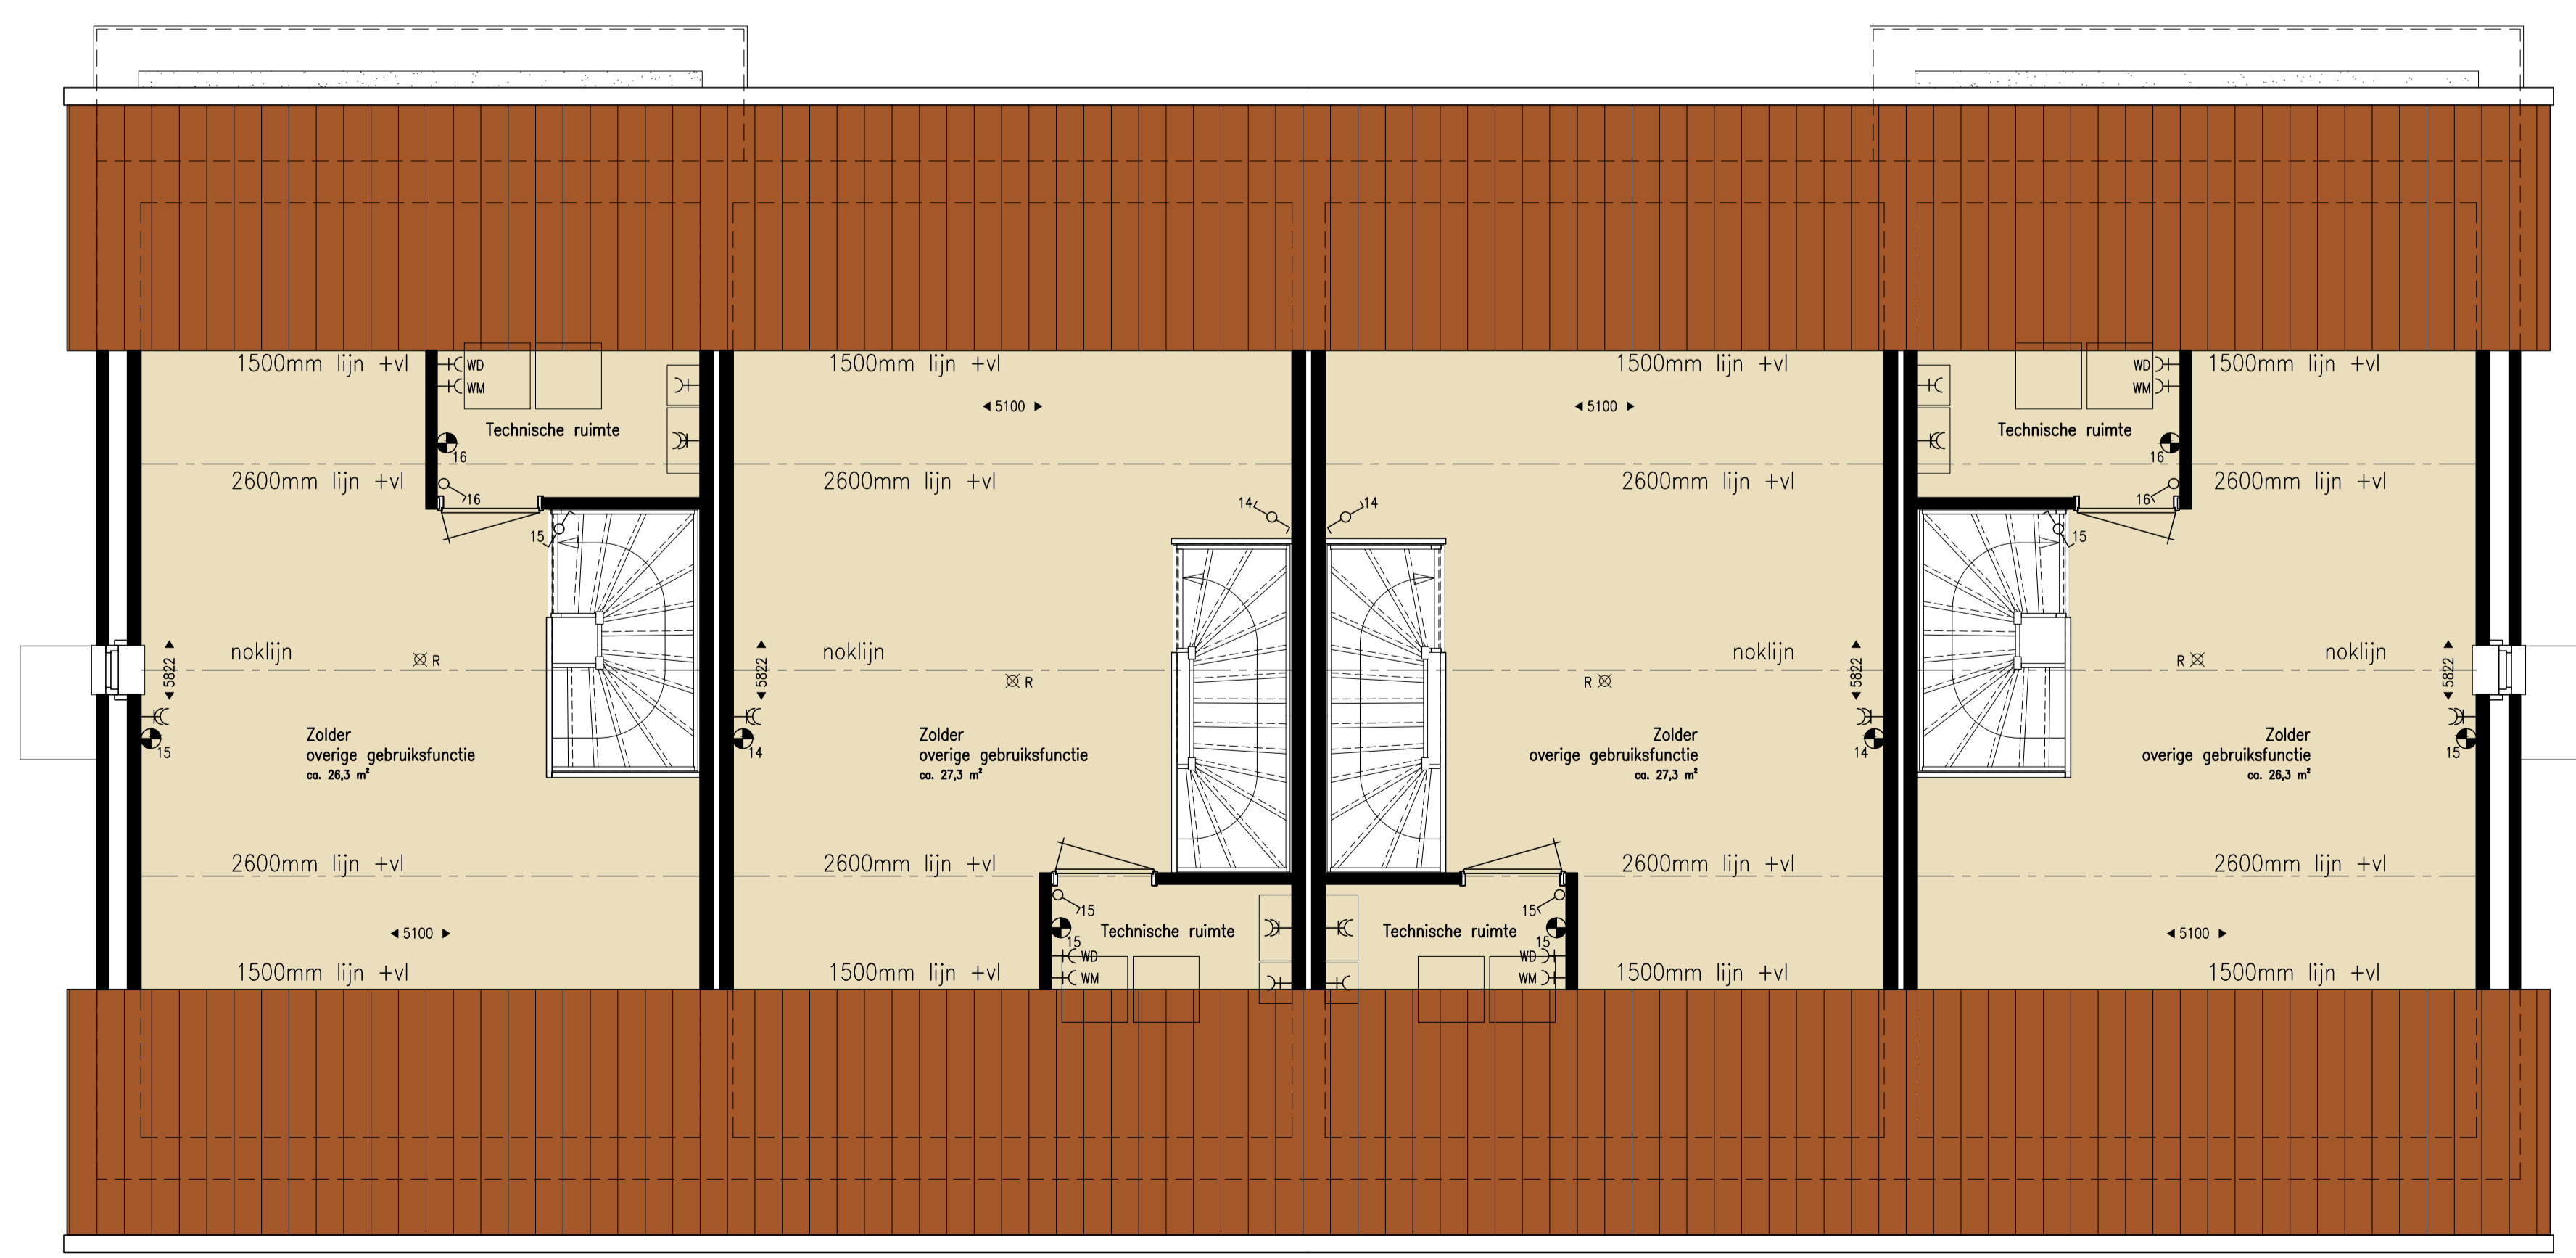 1500mm lijn +vl
WD
WM
Technische ruimte
16
2600mm lijn +vl
16
15
noklijn
R
5822
15
Zolder
overige gebruiksfunctie
ca. 26,3 m²
2600mm lijn +vl
5100
1500mm lijn +vl
1500mm lijn +vl
5100
2600mm lijn +vl
14
noklijn
R
5822
14
Zolder
overige gebruiksfunctie
ca. 27,3 m²
2600mm lijn +vl
15
Technische ruimte
15
WD
WM
1500mm lijn +vl
1500mm lijn +vl
5100
2600mm lijn +vl
14
noklijn
R
5822
14
Zolder
overige gebruiksfunctie
ca. 27,3 m²
2600mm lijn +vl
15
Technische ruimte
15
WD
WM
1500mm lijn +vl
WD
WM
1500mm lijn +vl
Technische ruimte
16
2600mm lijn +vl
16
15
noklijn
R
5822
15
Zolder
overige gebruiksfunctie
ca. 26,3 m²
2600mm lijn +vl
5100
1500mm lijn +vl